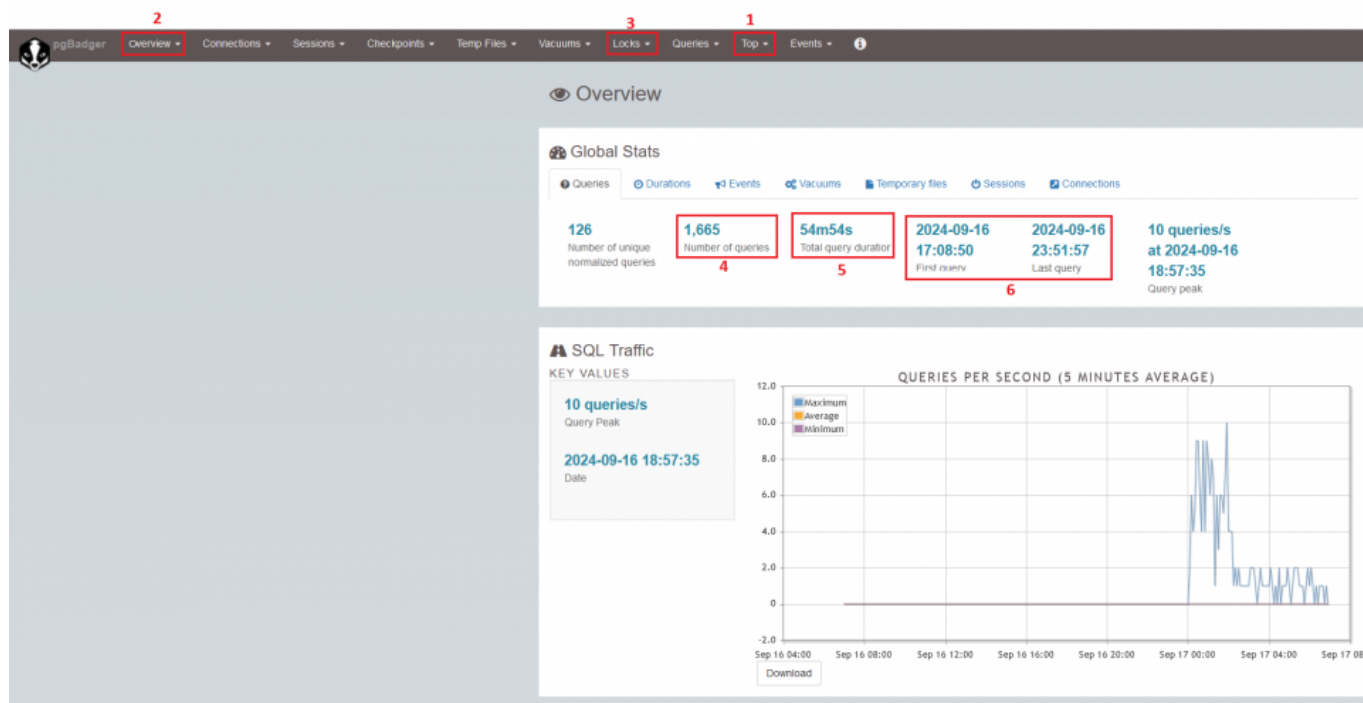 2
3
1
pgBadger Overview Connections Sessions Checkpoints Temp Files Vacuums Locks Queries Top Events
Overview
Global Stats
Queries Durations Events Vacuums Temporary files Sessions Connections
126
Number of unique
normalized queries
1,665
Number of queries
4
54m54s
Total query duration
5
2024-09-16
17:08:50
First query
2024-09-16
23:51:57
Last query
6
10 queries/s
at 2024-09-16
18:57:35
Query peak
SQL Traffic
KEY VALUES
10 queries/s
Query Peak
2024-09-16 18:57:35
Date
QUERIES PER SECOND (5 MINUTES AVERAGE)
Maximum
Average
Minimum
12.0
10.0
8.0
6.0
4.0
2.0
0
-2.0
Sep 16 04:00 Sep 16 08:00 Sep 16 12:00 Sep 16 16:00 Sep 16 20:00 Sep 17 00:00 Sep 17 04:00 Sep 17 08
Download